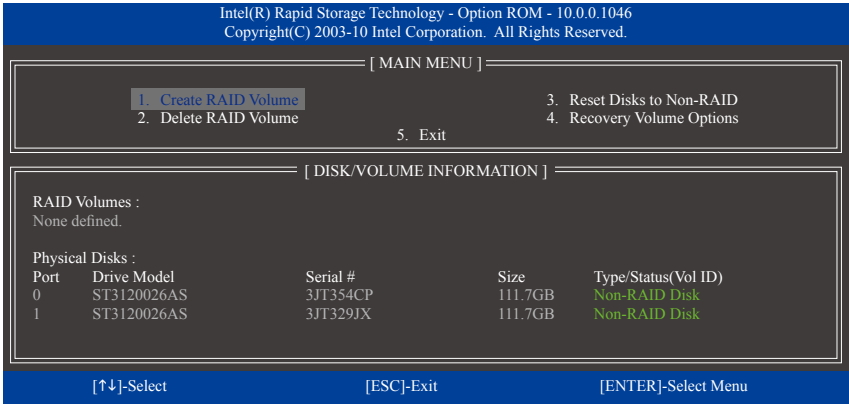 Intel(R) Rapid Storage Technology - Option ROM - 10.0.0.1046
Copyright(C) 2003-10 Intel Corporation. All Rights Reserved.
[ MAIN MENU ]
1. Create RAID Volume 3. Reset Disks to Non-RAID
2. Delete RAID Volume 4. Recovery Volume Options
5. Exit
[ DISK/VOLUME INFORMATION ]
RAID Volumes :
None defined.
Physical Disks :
Port Drive Model Serial # Size Type/Status(Vol ID)
0 ST3120026AS 3JT354CP 111.7GB Non-RAID Disk
1 ST3120026AS 3JT329JX 111.7GB Non-RAID Disk
[↑↓]-Select [ESC]-Exit [ENTER]-Select Menu